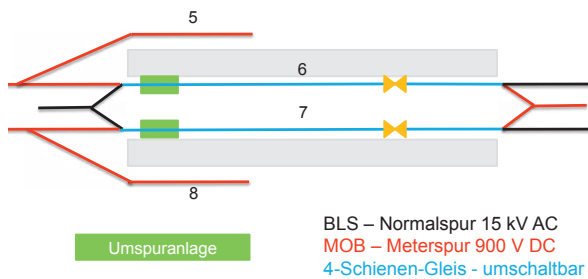 5
6
7
8
Umspuranlage
BLS – Normalspur 15 kV AC
MOB – Meterspur 900 V DC
4-Schienen-Gleis - umschaltbar